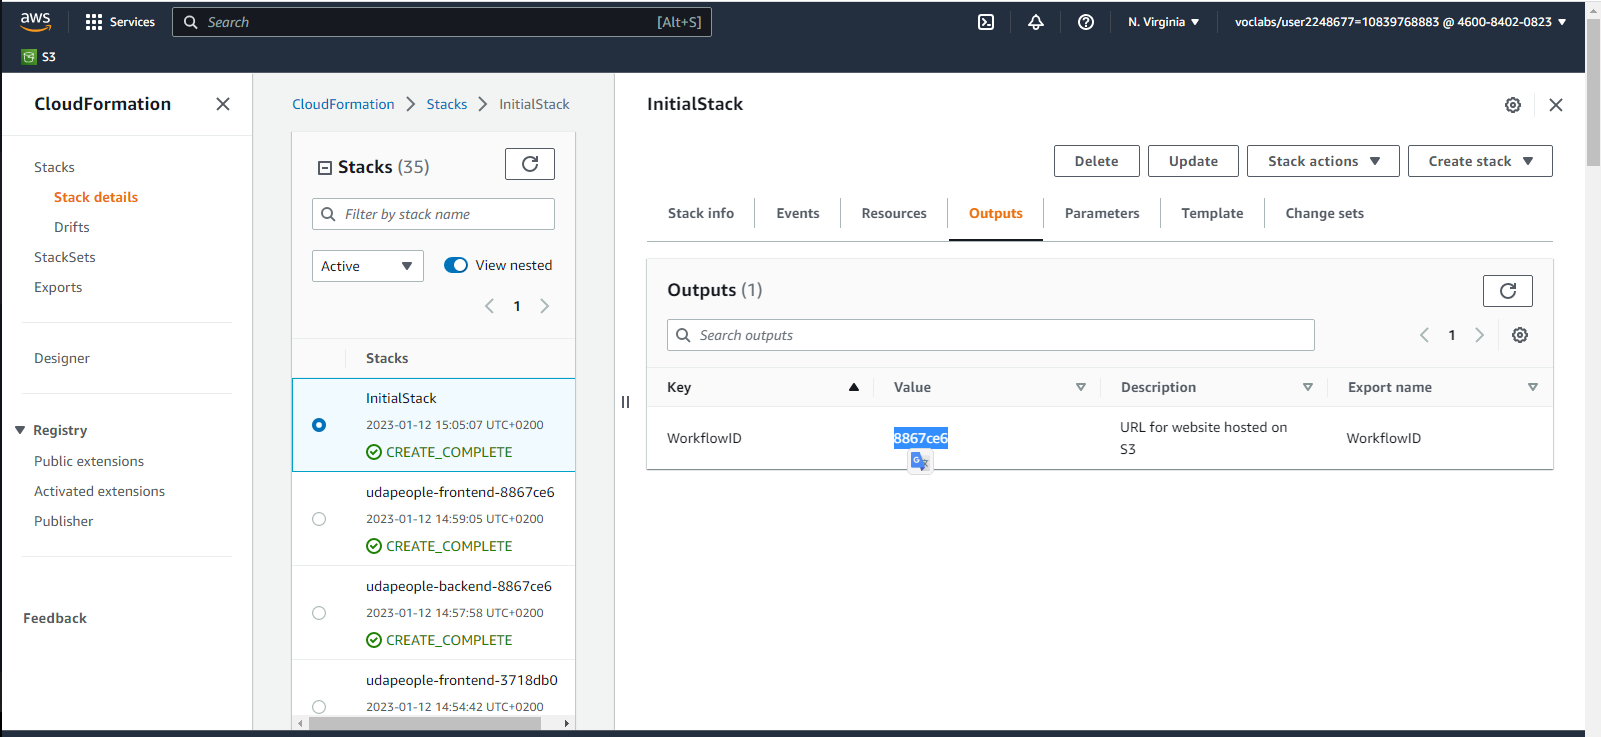 aws
Services
Search
[Alt+S]
N. Virginia
voclabs/user2248677=10839768883 @ 4600-8402-0823
S3
CloudFormation
Stacks
Stack details
Drifts
StackSets
Exports
Designer
Registry
Public extensions
Activated extensions
Publisher
Feedback
CloudFormation
Stacks
InitialStack
Stacks (35)
Filter by stack name
Active
View nested
1
Stacks
InitialStack
2023-01-12 15:05:07 UTC+0200
CREATE_COMPLETE
udapeople-frontend-8867ce6
2023-01-12 14:59:05 UTC+0200
CREATE_COMPLETE
udapeople-backend-8867ce6
2023-01-12 14:57:58 UTC+0200
CREATE_COMPLETE
udapeople-frontend-3718db0
2023-01-12 14:54:42 UTC+0200
InitialStack
Delete
Update
Stack actions
Create stack
Stack info
Events
Resources
Outputs
Parameters
Template
Change sets
Outputs (1)
Search outputs
1
Key
Value
Description
Export name
WorkflowID
8867ce6
URL for website hosted on
S3
WorkflowID